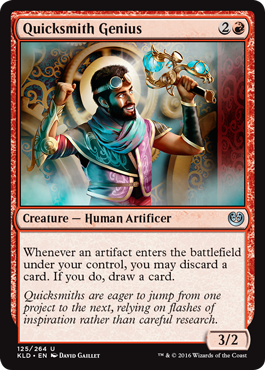 Quicksmith Genius 2
Creature — Human Artificer
Whenever an artifact enters the battlefield
under your control, you may discard a
card. If you do, draw a card.
Quicksmiths are eager to jump from one
project to the next, relying on flashes of
inspiration rather than careful research.
3/2
125/264 U
KLD • EN DAVID GAILLET
™ & © 2016 Wizards of the Coast